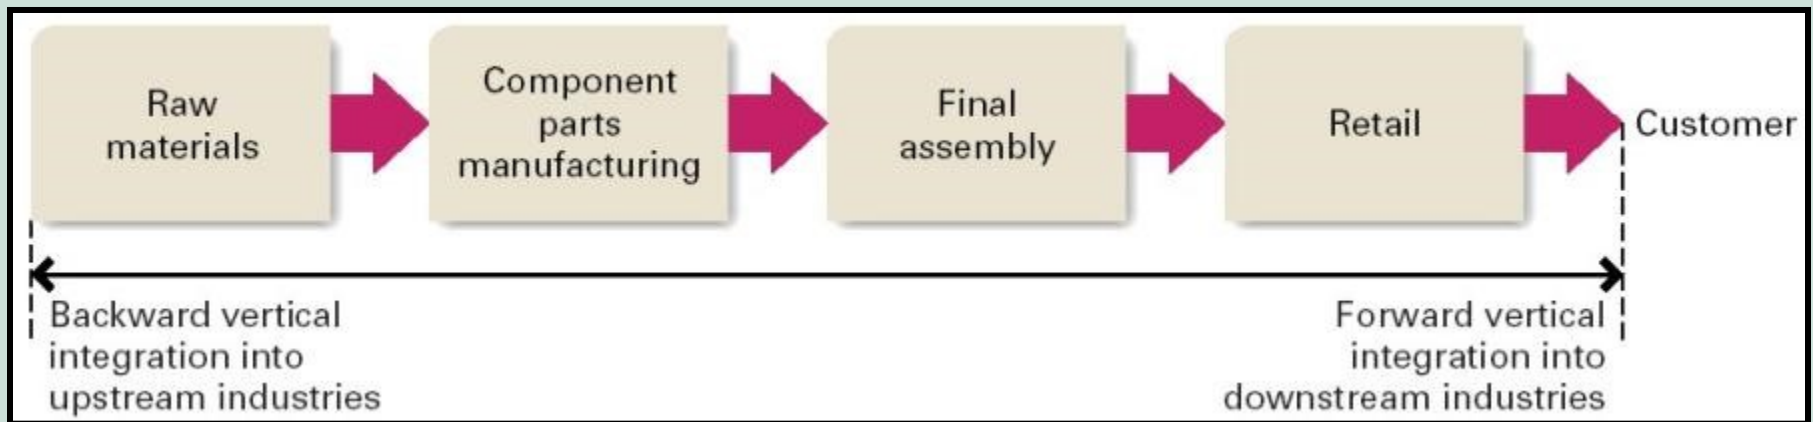 Raw
materials
Component
parts
manufacturing
Final
assembly
Retail
Customer
Backward vertical
integration into
upstream industries
Forward vertical
integration into
downstream industries